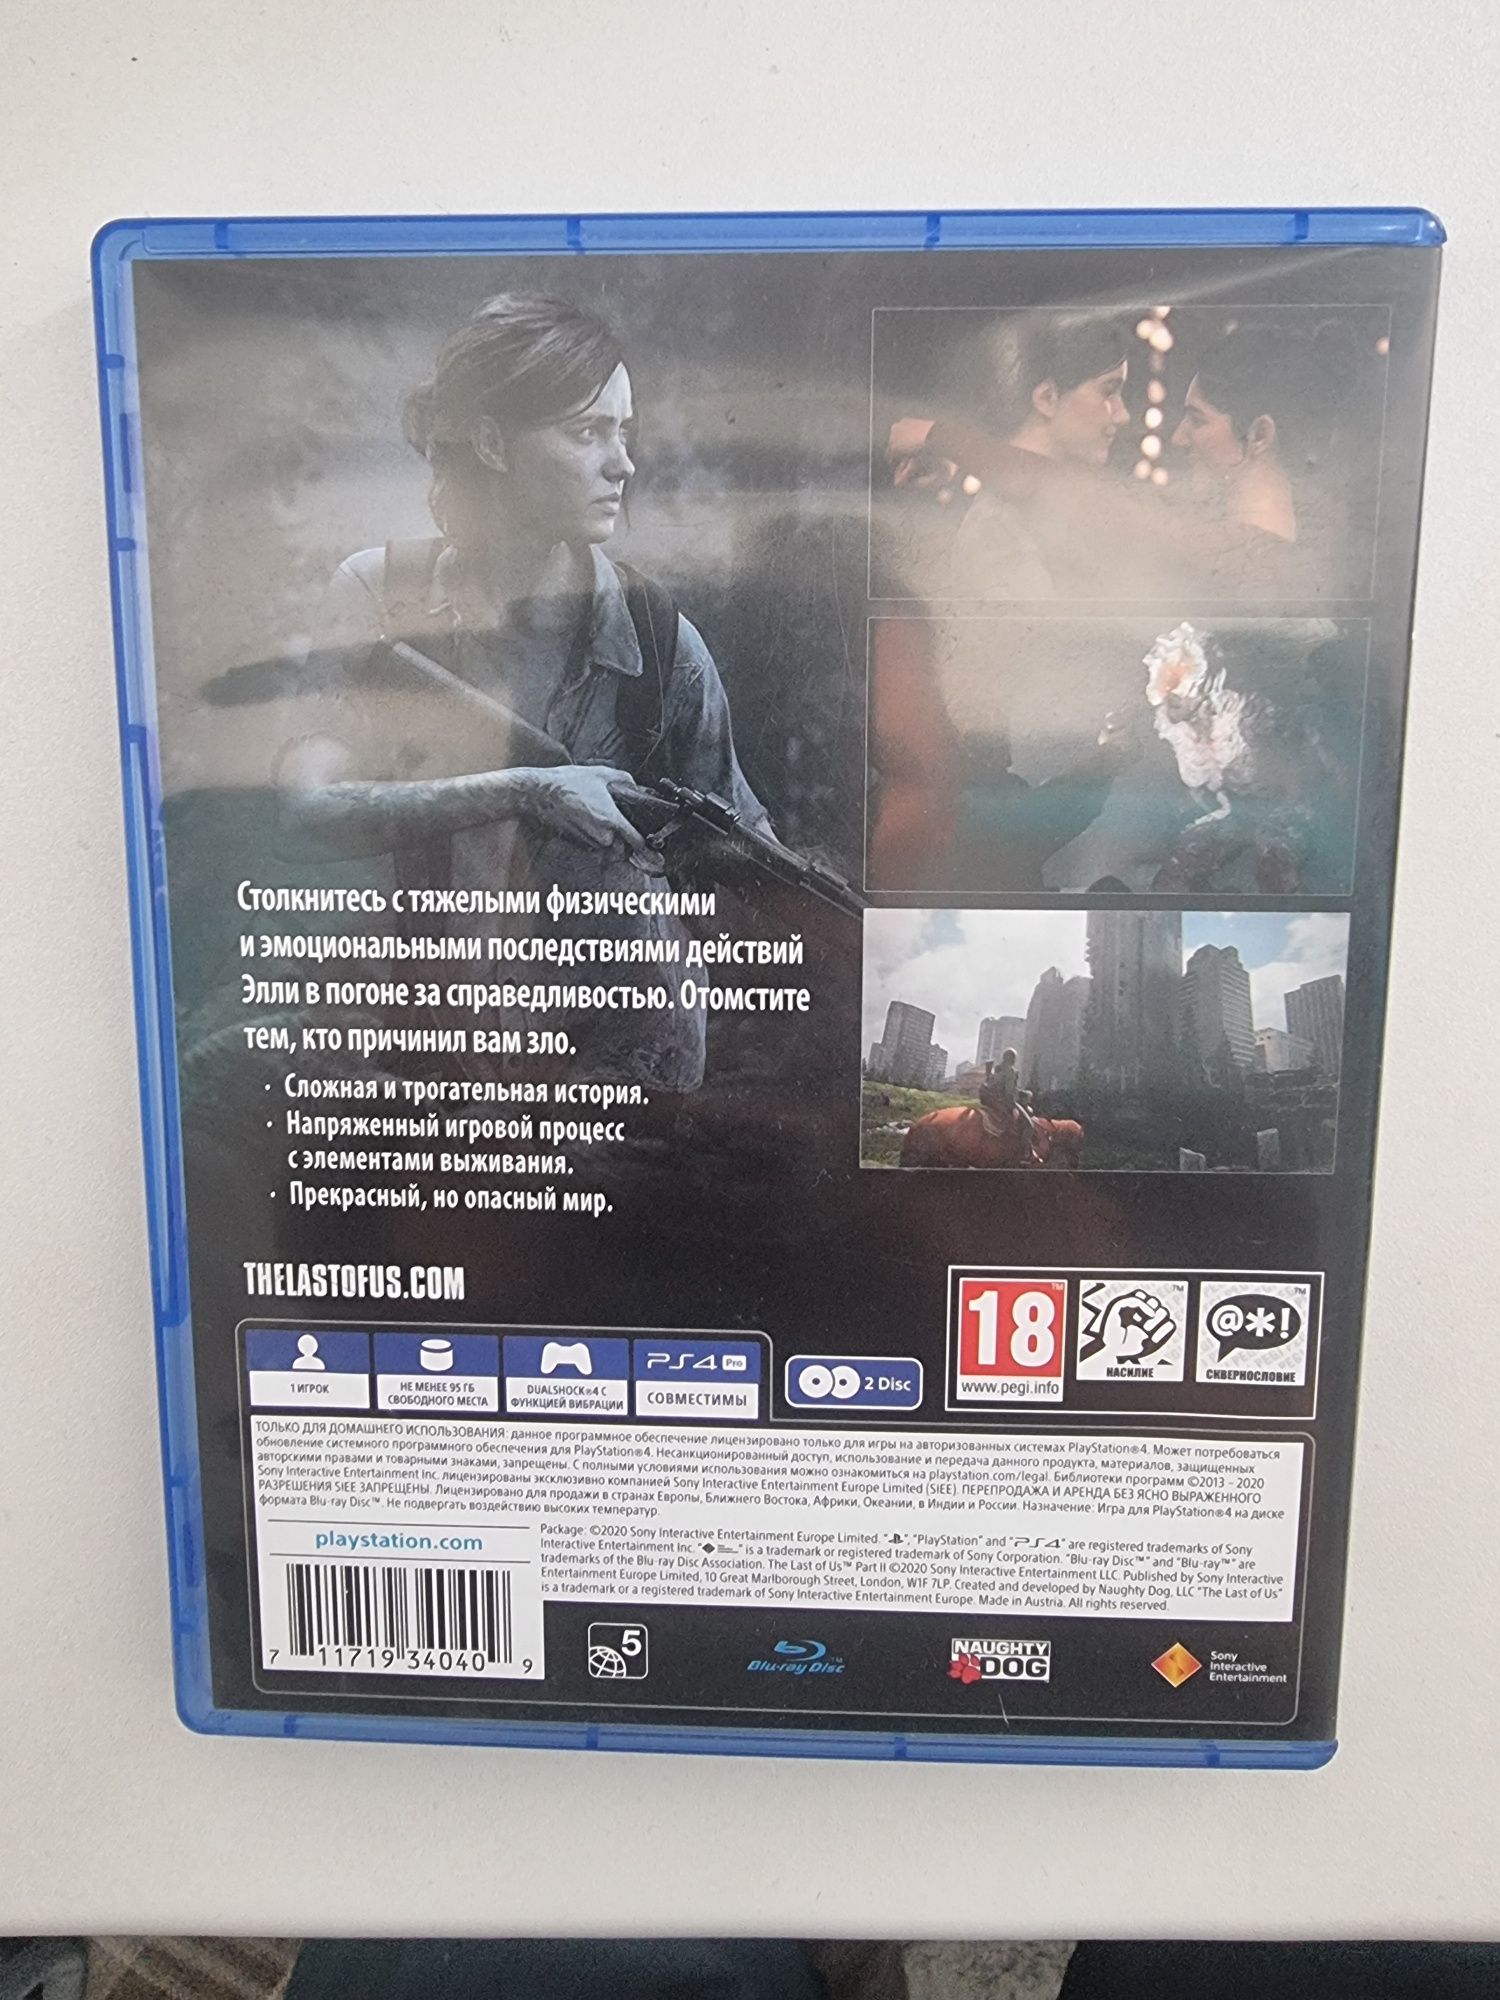 Столкнитесь с тяжелыми физическими
и эмоциональными последствиями действий
Элли в погоне за справедливостью. Отомстите
тем, кто причинил вам зло.
· Сложная и трогательная история.
· Напряженный игровой процесс
с элементами выживания.
· Прекрасный, но опасный мир.
THELASTOFUS.COM
18
www.pegi.info
НАСИЛИЕ
@*!
СКВЕРНОСЛОВИЕ
1 ИГРОК
НЕ МЕНЕЕ 95 ГБ
СВОБОДНОГО МЕСТА
DUALSHOCK®4 С
ФУНКЦИЕЙ ВИБРАЦИИ
PS4 Pro
СОВМЕСТИМЫ
2 Disc
ТОЛЬКО ДЛЯ ДОМАШНЕГО ИСПОЛЬЗОВАНИЯ: данное программное обеспечение лицензировано только для игры на авторизованных системах PlayStation®4. Может потребоваться
обновление системного программного обеспечения для PlayStation®4. Несанкционированный доступ, использование и передача данного продукта, материалов, защищенных
авторскими правами и товарными знаками, запрещены. С полными условиями использования можно ознакомиться на playstation.com/legal. Библиотеки программ ©2013 - 2020
Sony Interactive Entertainment Inc. лицензированы эксклюзивно компанией Sony Interactive Entertainment Europe Limited (SIEE). ПЕРЕПРОДАЖА И АРЕНДА БЕЗ ЯСНО ВЫРАЖЕННОГО
РАЗРЕШЕНИЯ SIEE ЗАПРЕЩЕНЫ. Лицензировано для продажи в странах Европы, Ближнего Востока, Африки, Океании, в Индии и России. Назначение: Игра для PlayStation®4 на диске
формата Blu-ray Disc™. Не подвергать воздействию высоких температур.
playstation.com
Package: ©2020 Sony Interactive Entertainment Europe Limited. "", "PlayStation" and "PS4" are registered trademarks of Sony
Interactive Entertainment Inc. "" is a trademark or registered trademark of Sony Corporation. "Blu-ray Disc™" and "Blu-ray™" are
trademarks of the Blu-ray Disc Association. The Last of Us™ Part II ©2020 Sony Interactive Entertainment LLC. Published by Sony Interactive
Entertainment Europe Limited, 10 Great Marlborough Street, London, W1F 7LP. Created and developed by Naughty Dog, LLC "The Last of Us"
is a trademark or a registered trademark of Sony Interactive Entertainment Europe. Made in Austria. All rights reserved.
7 11719 34040 9
5
Blu-ray Disc™
NAUGHTY
DOG
Sony
Interactive
Entertainment